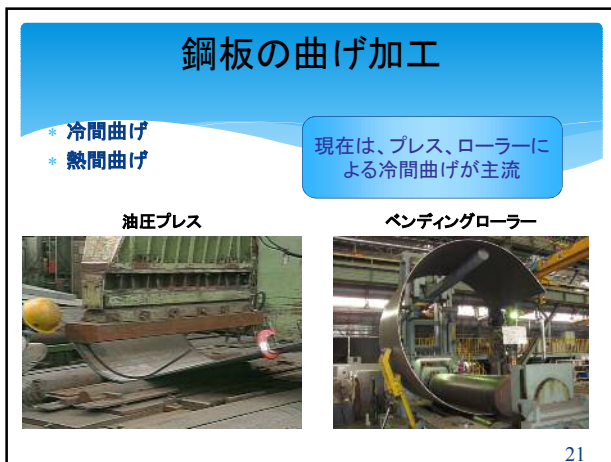 鋼板の曲げ加工
* 冷間曲げ
* 熱間曲げ
現在は、プレス、ローラーに
よる冷間曲げが主流
油圧プレス
ベンディングローラー
21